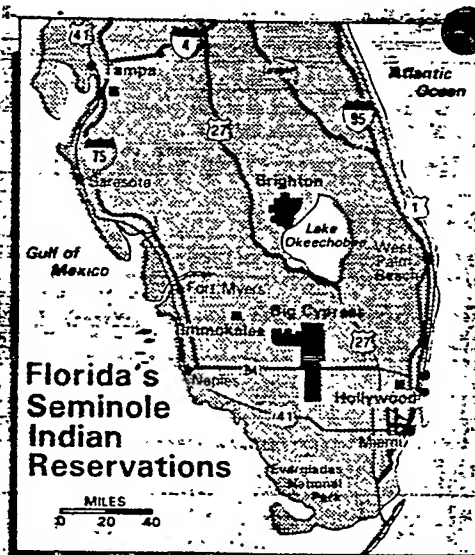 41
4
Tampa
Atlantic
Ocean
27
95
75
Sarasota
Brighton
1
Lake
Okeechobee
West
Palm
Beach
Gulf of
Mexico
Fort Myers
Immokalee
Big Cypress
27
Naples
Hollywood
41
Miami
Florida's
Seminole
Indian
Reservations
Everglades
National
Park
MILES
0 20 40